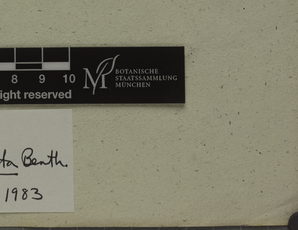 8 9 10
BOTANISCHE
STAATSSAMMLUNG
MÜNCHEN
ight reserved
ta Benth.
1983